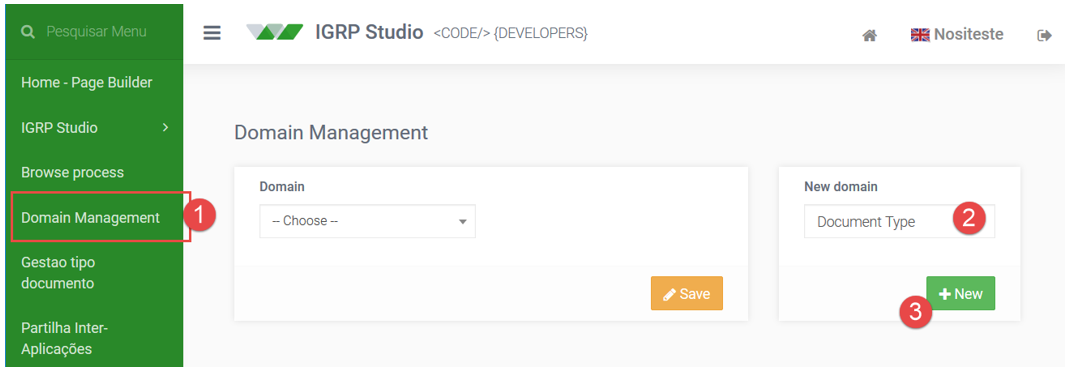 Pesquisar Menu
IGRP Studio <CODE/> {DEVELOPERS}
Nositeste
Home - Page Builder
IGRP Studio
Browse process
Domain Management
1
Gestao tipo
documento
Partilha Inter-
Aplicações
Domain Management
Domain
-- Choose --
Save
New domain
Document Type
2
New
3